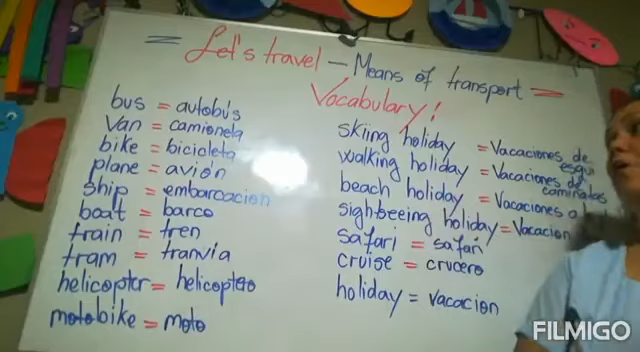 = Let's travel - Means of transport =
Vocabulary!
bus = autobús
van = camioneta
bike = bicicleta
plane = avión
ship = embarcacion
boat = barco
train = tren
tram = tranvia
helicopter = helicoptero
motobike = moto
skiing holiday = Vacaciones de esqui
walking holiday = Vacaciones de caminatas
beach holiday = Vacaciones a
sightseeing holiday = Vacacion
safari = safari
cruise = crucero
holiday = vacacion
FILMIGO